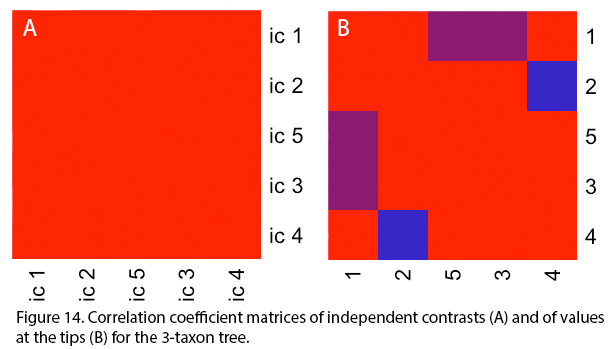 A
ic 1
ic 2
ic 5
ic 3
ic 4
ic 1
ic 2
ic 5
ic 3
ic 4
B
1
2
5
3
4
1
2
5
3
4
Figure 14. Correlation coefficient matrices of independent contrasts (A) and of values
at the tips (B) for the 3-taxon tree.